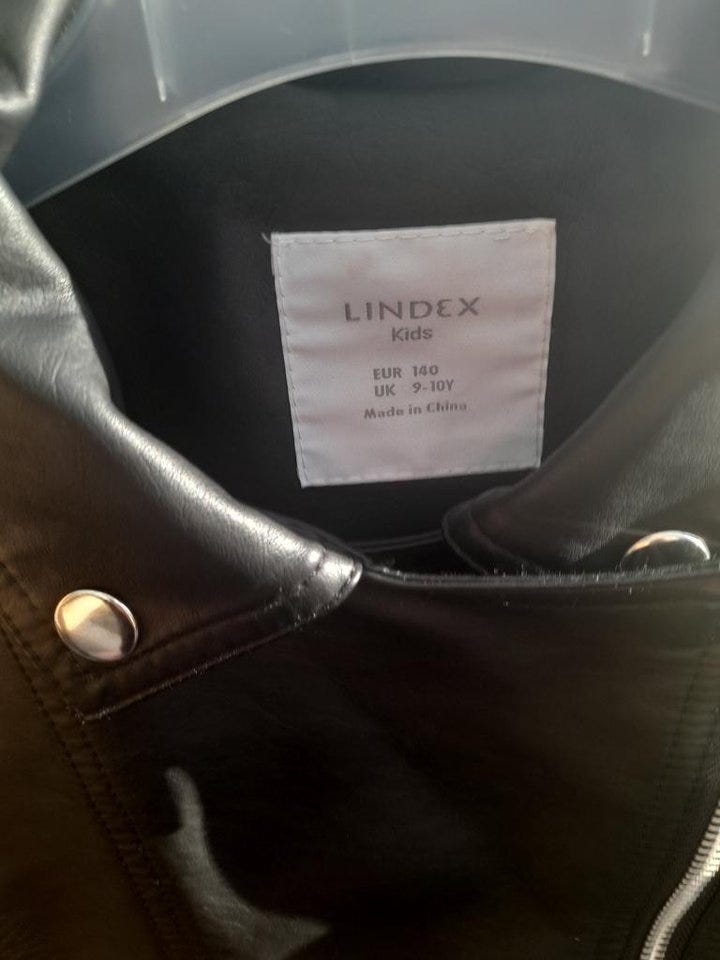 LINDEX
Kids
EUR 140
UK 9-10Y
Made in China